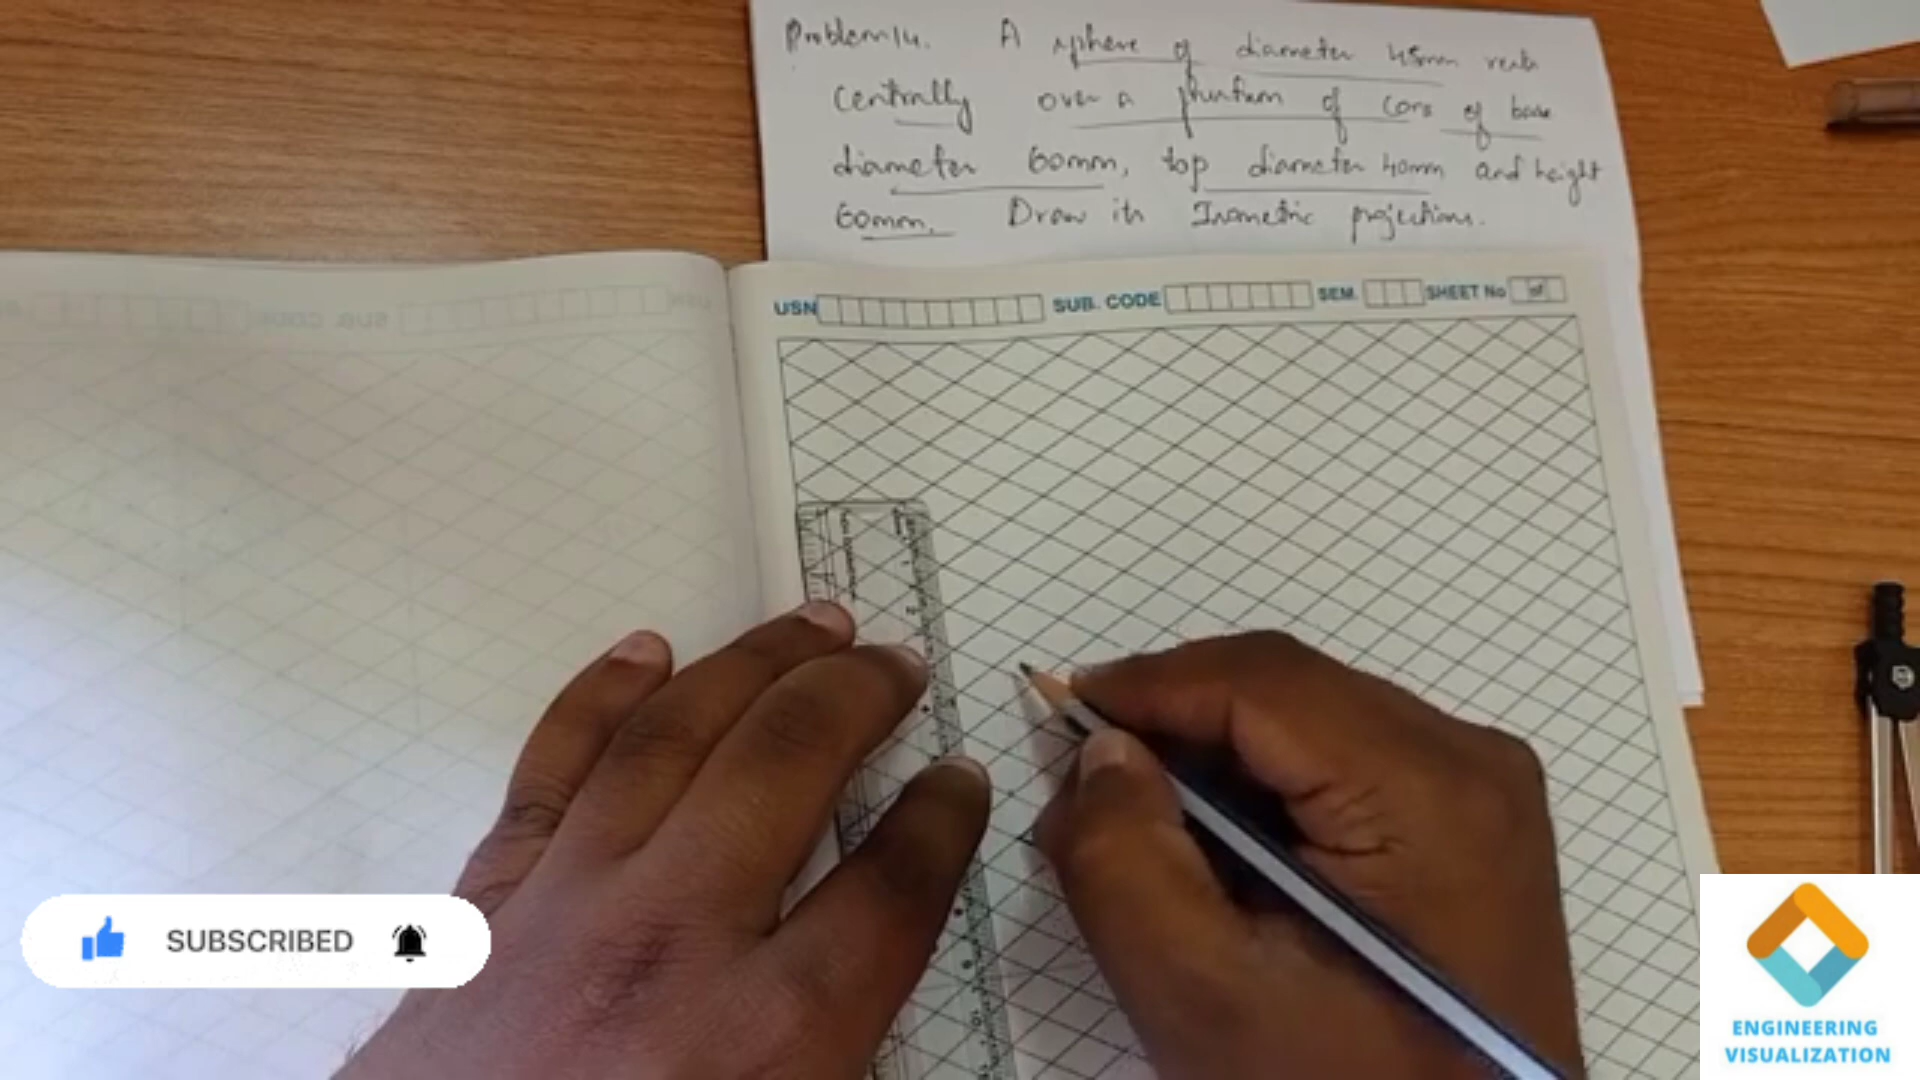 Problem 14. A sphere of diameter 45mm rests
centrally over a frustum of cone of base
diameter 60mm, top diameter 40mm and height
60mm. Draw its Isometric projections.
USN SUB. CODE SEM. SHEET No of
SUBSCRIBED
ENGINEERING
VISUALIZATION